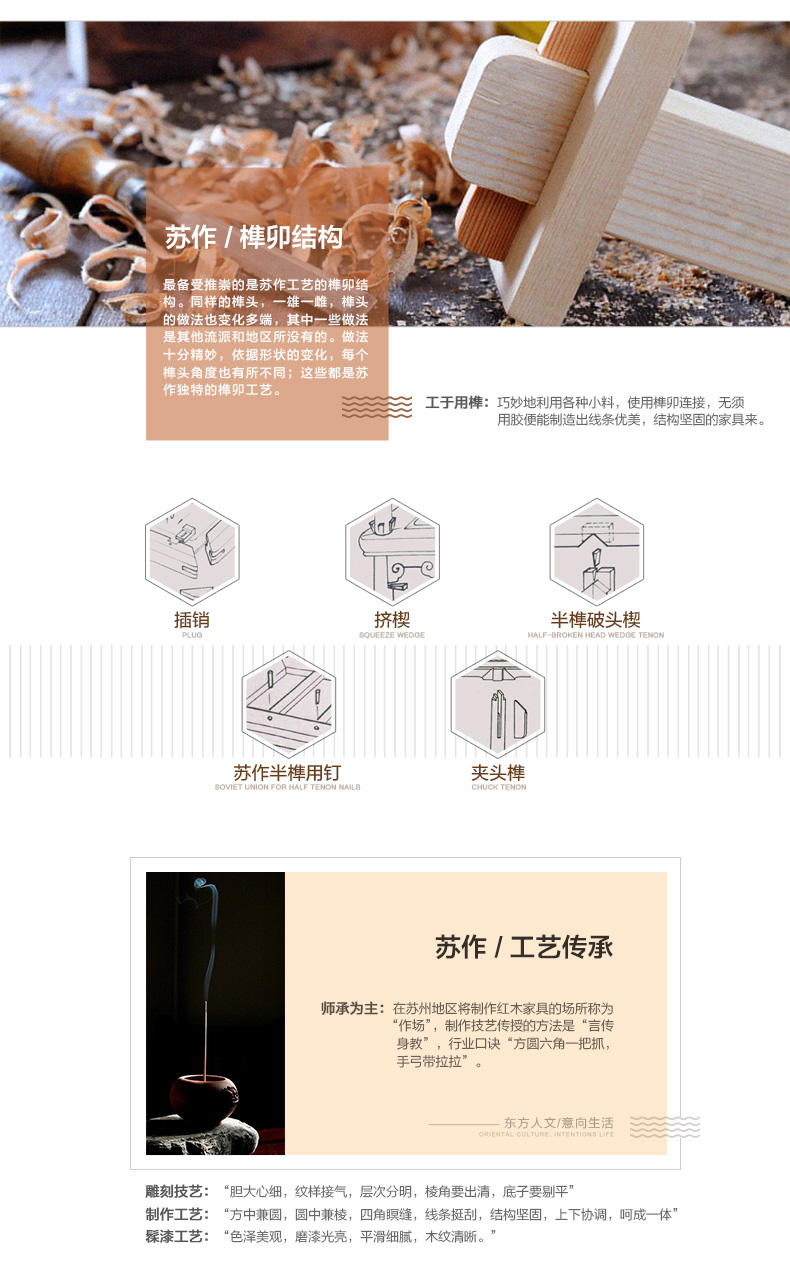 苏作 / 榫卯结构
最备受推崇的是苏作工艺的榫卯结
构。同样的榫头，一雄一雌，榫头
的做法也变化多端，其中一些做法
是其他流派和地区所没有的。做法
十分精妙，依据形状的变化，每个
榫头角度也有所不同；这些都是苏
作独特的榫卯工艺。
工于用榫：巧妙地利用各种小料，使用榫卯连接，无须
用胶便能制造出线条优美，结构坚固的家具来。
插销
PLUG
挤楔
SQUEEZE WEDGE
半榫破头楔
HALF-BROKEN HEAD WEDGE TENON
苏作半榫用钉
SOVIET UNION FOR HALF TENON NAILS
夹头榫
CHUCK TENON
苏作 / 工艺传承
师承为主：在苏州地区将制作红木家具的场所称为
“作场”，制作技艺传授的方法是“言传
身教”，行业口诀“方圆六角一把抓，
手弓带拉拉”。
东方人文/意向生活
ORIENTAL CULTURE, INTENTIONS LIFE
雕刻技艺：“胆大心细，纹样接气，层次分明，棱角要出清，底子要剔平”
制作工艺：“方中兼圆，圆中兼棱，四角瞑缝，线条挺刮，结构坚固，上下协调，呵成一体”
髹漆工艺：“色泽美观，磨漆光亮，平滑细腻，木纹清晰。”